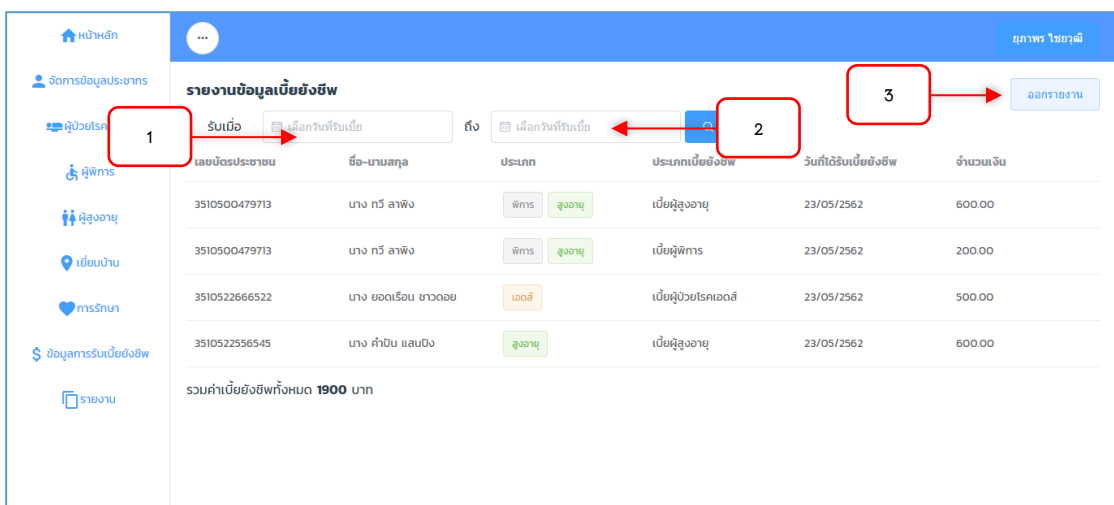 หน้าหลัก
จัดการข้อมูลประชากร
ผู้ป่วยโรค
ผู้พิการ
ผู้สูงอายุ
เยี่ยมบ้าน
การรักษา
ข้อมูลการรับเบี้ยยังชีพ
รายงาน
...
ยุภาพร ไชยวุฒิ
รายงานข้อมูลเบี้ยยังชีพ
3
ออกรายงาน
1
รับเมื่อ เลือกวันที่รับเบี้ย ถึง เลือกวันที่รับเบี้ย
2
เลขบัตรประชาชน ชื่อ-นามสกุล ประเภท ประเภทเบี้ยยังชีพ วันที่ได้รับเบี้ยยังชีพ จำนวนเงิน
3510500479713 นาง ทวี ลาพิง พิการ สูงอายุ เบี้ยผู้สูงอายุ 23/05/2562 600.00
3510500479713 นาง ทวี ลาพิง พิการ สูงอายุ เบี้ยผู้พิการ 23/05/2562 200.00
3510522666522 นาง ยอดเรือน ชาวดอย เอดส์ เบี้ยผู้ป่วยโรคเอดส์ 23/05/2562 500.00
3510522556545 นาง คำปัน แสนปิง สูงอายุ เบี้ยผู้สูงอายุ 23/05/2562 600.00
รวมค่าเบี้ยยังชีพทั้งหมด 1900 บาท